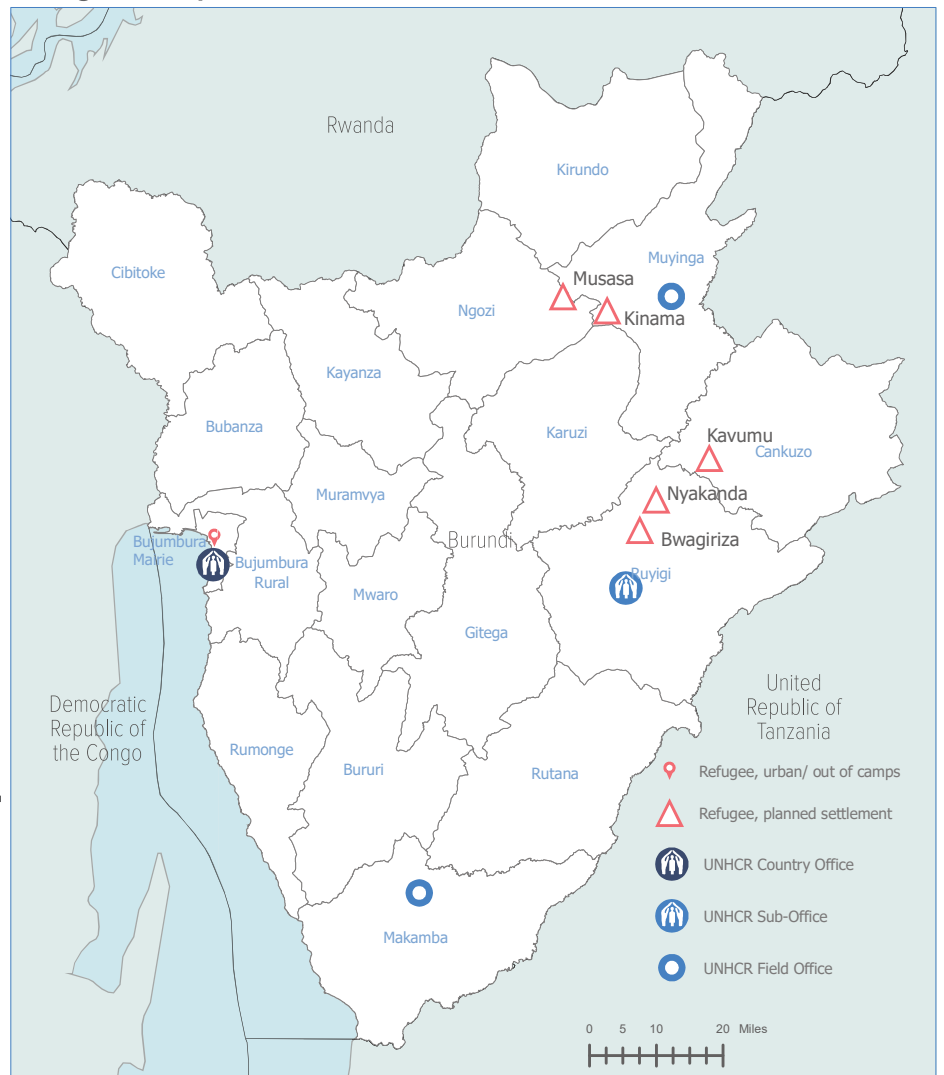 Rwanda
Kirundo
Muyinga
Cibitoke
Musasa
Ngozi
Kinama
Kayanza
Bubanza
Karuzi
Kavumu
Cankuzo
Muramvya
Nyakanda
Burundi
Bwagiriza
Bujumbura
Mairie
Bujumbura
Rural
Mwaro
Ruyigi
Gitega
Democratic
Republic of
the Congo
United
Republic of
Tanzania
Rumonge
Bururi
Rutana
Makamba
Refugee, urban/ out of camps
Refugee, planned settlement
UNHCR Country Office
UNHCR Sub-Office
UNHCR Field Office
0 5 10 20 Miles